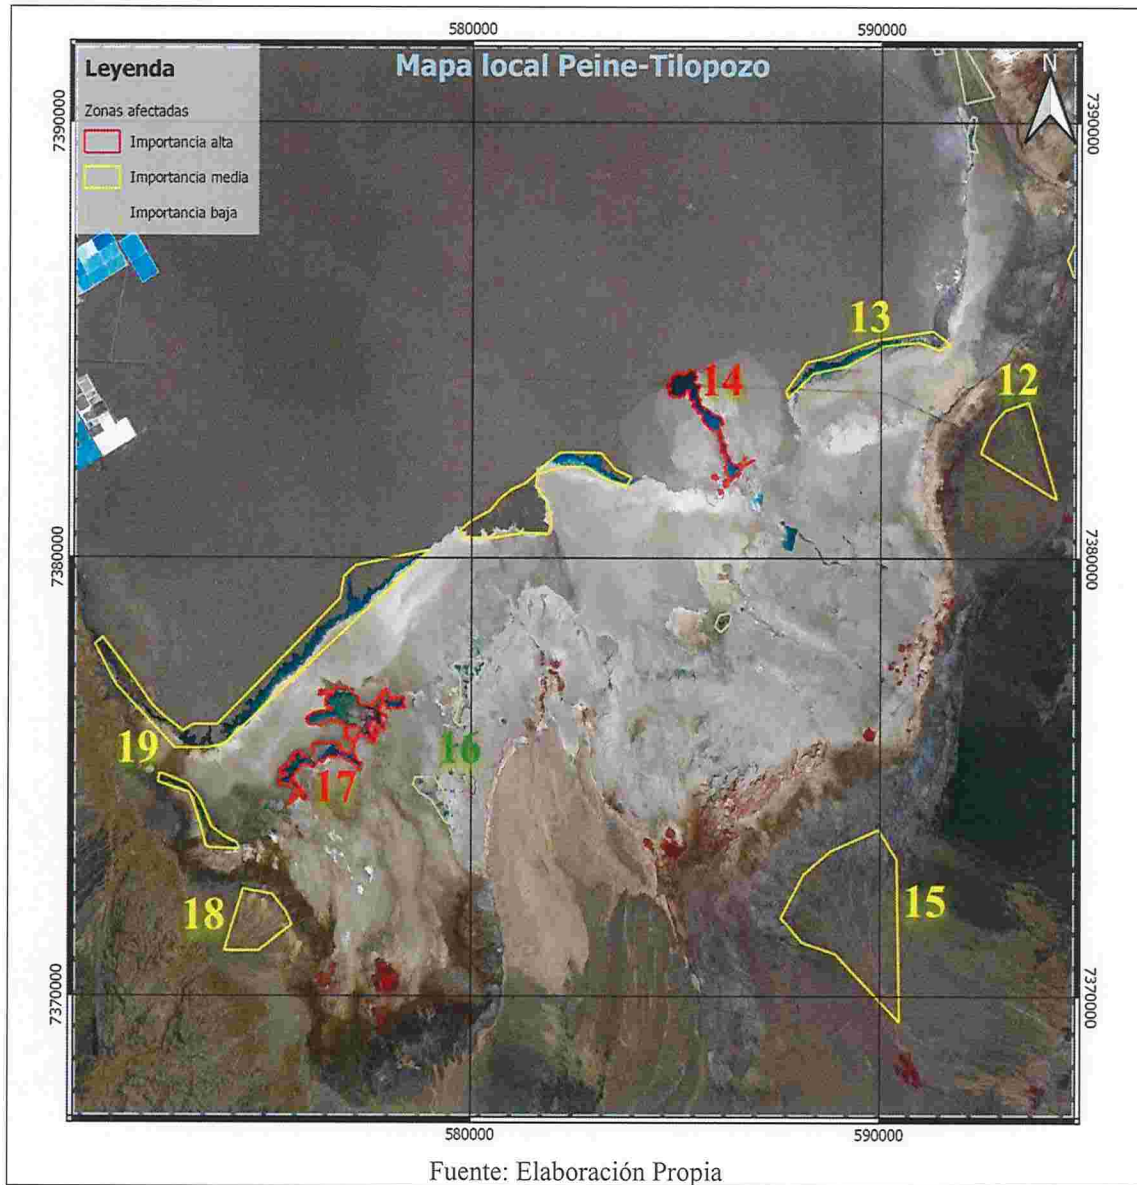 580000
590000
Leyenda
Zonas afectadas
Importancia alta
Importancia media
Importancia baja
Mapa local Peine-Tilopozo
N
7390000
7390000
13
14
12
7380000
7380000
19
16
17
18
15
7370000
7370000
580000
590000
Fuente: Elaboración Propia